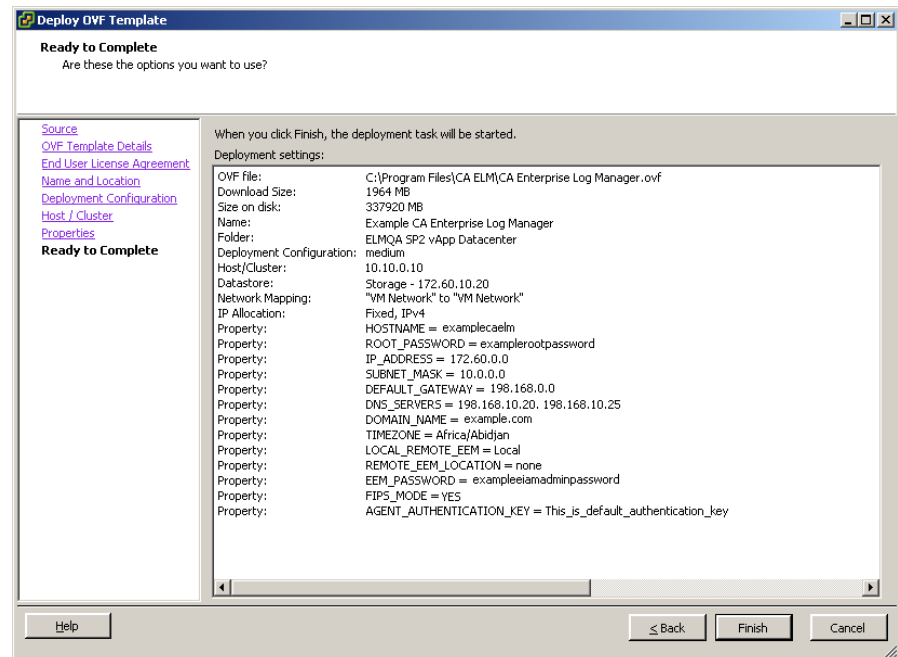 Deploy OVF Template
Ready to Complete
Are these the options you want to use?
Source
OVF Template Details
End User License Agreement
Name and Location
Deployment Configuration
Host / Cluster
Properties
Ready to Complete
When you click Finish, the deployment task will be started.
Deployment settings:
OVF file: C:\Program Files\CA ELM\CA Enterprise Log Manager.ovf
Download Size: 1964 MB
Size on disk: 337920 MB
Name: Example CA Enterprise Log Manager
Folder: ELMQA SP2 vApp Datacenter
Deployment Configuration: medium
Host/Cluster: 10.10.0.10
Datastore: Storage - 172.60.10.20
Network Mapping: "VM Network" to "VM Network"
IP Allocation: Fixed, IPv4
Property: HOSTNAME = examplecaelm
Property: ROOT_PASSWORD = examplerootpassword
Property: IP_ADDRESS = 172.60.0.0
Property: SUBNET_MASK = 10.0.0.0
Property: DEFAULT_GATEWAY = 198.168.0.0
Property: DNS_SERVERS = 198.168.10.20. 198.168.10.25
Property: DOMAIN_NAME = example.com
Property: TIMEZONE = Africa/Abidjan
Property: LOCAL_REMOTE_EEM = Local
Property: REMOTE_EEM_LOCATION = none
Property: EEM_PASSWORD = exampleeiamadminpassword
Property: FIPS_MODE = YES
Property: AGENT_AUTHENTICATION_KEY = This_is_default_authentication_key
Help
≤ Back
Finish
Cancel